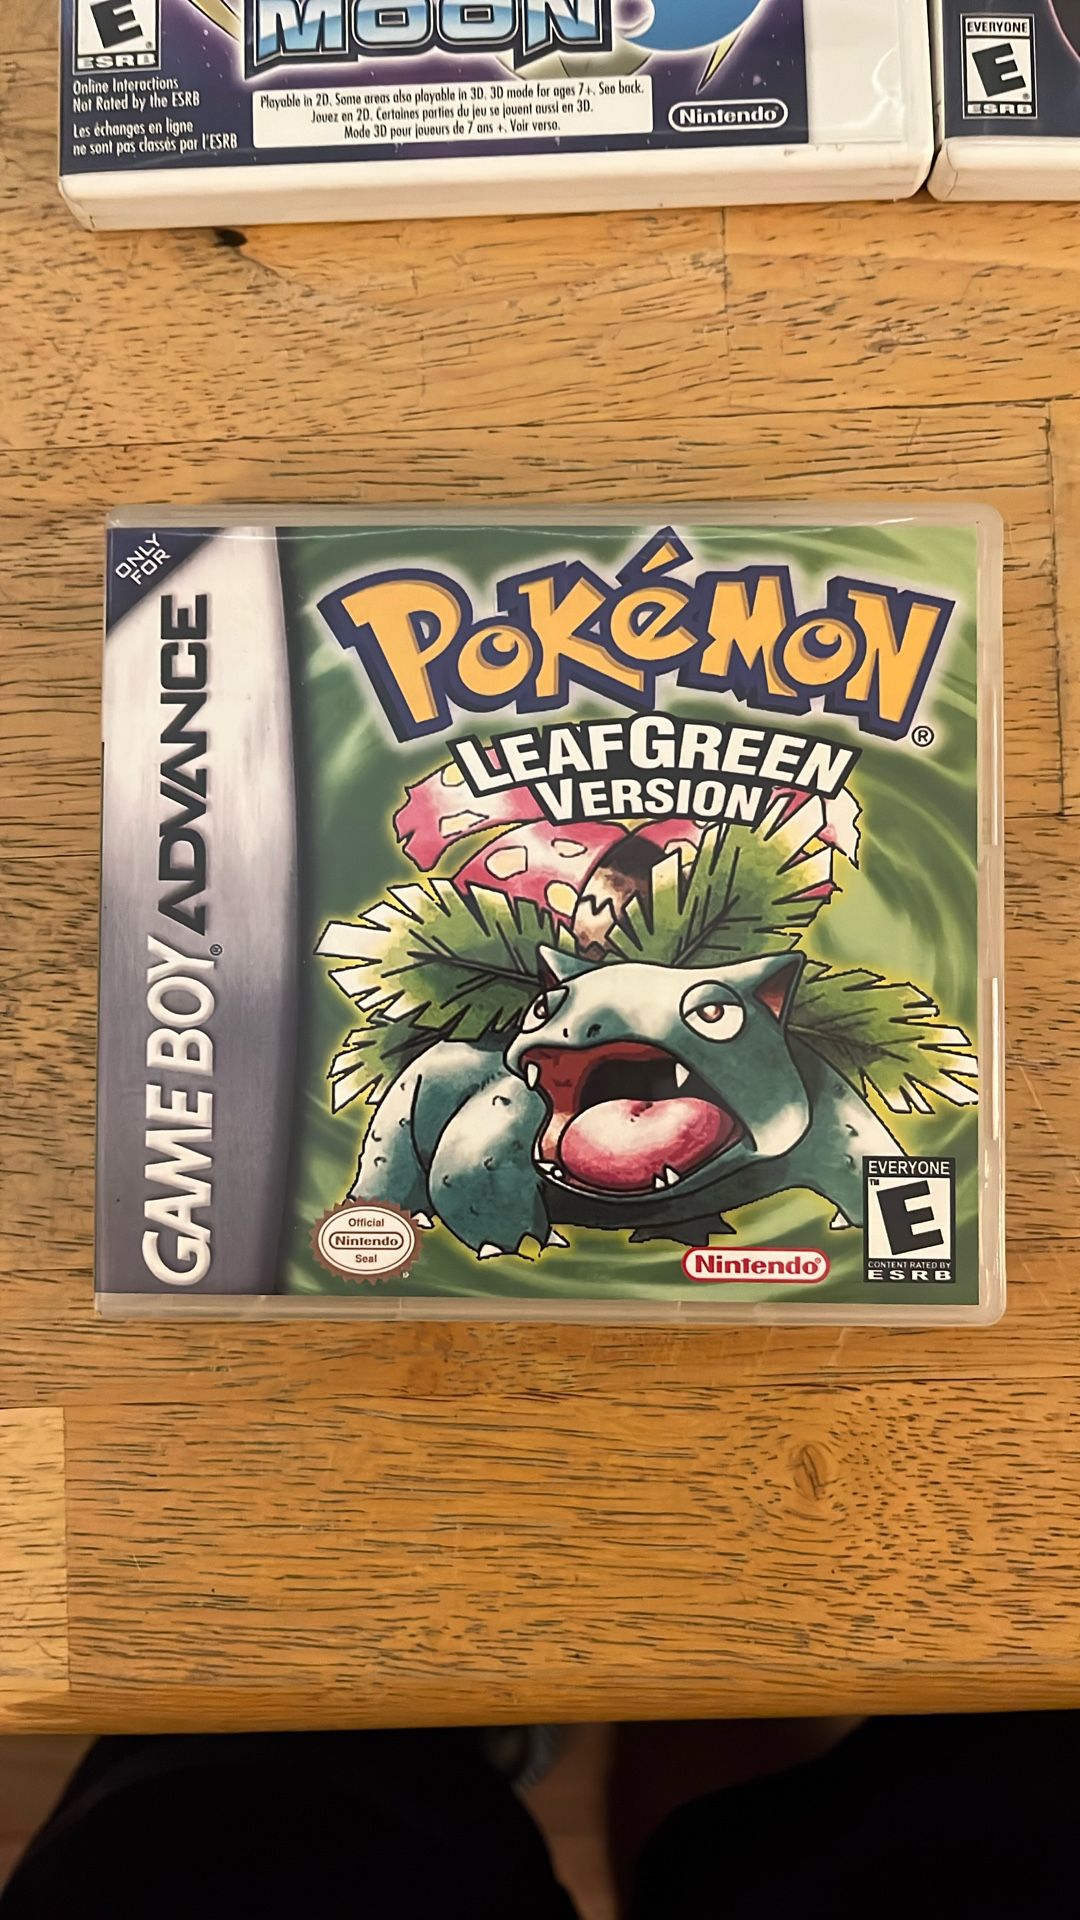 E
MOON
ESRB
Online Interactions
Not Rated by the ESRB
Les échanges en ligne
ne sont pas classés par l'ESRB
Playable in 2D. Some areas also playable in 3D. 3D mode for ages 7+. See back.
Jouez en 2D. Certaines parties du jeu se jouent aussi en 3D.
Mode 3D pour joueurs de 7 ans +. Voir verso.
Nintendo
EVERYONE
E
ESRB
ONLY
FOR
GAME BOY® ADVANCE
POKéMON®
LEAFGREEN
VERSION
Official
Nintendo
Seal
Nintendo®
EVERYONE
™
E
CONTENT RATED BY
ESRB